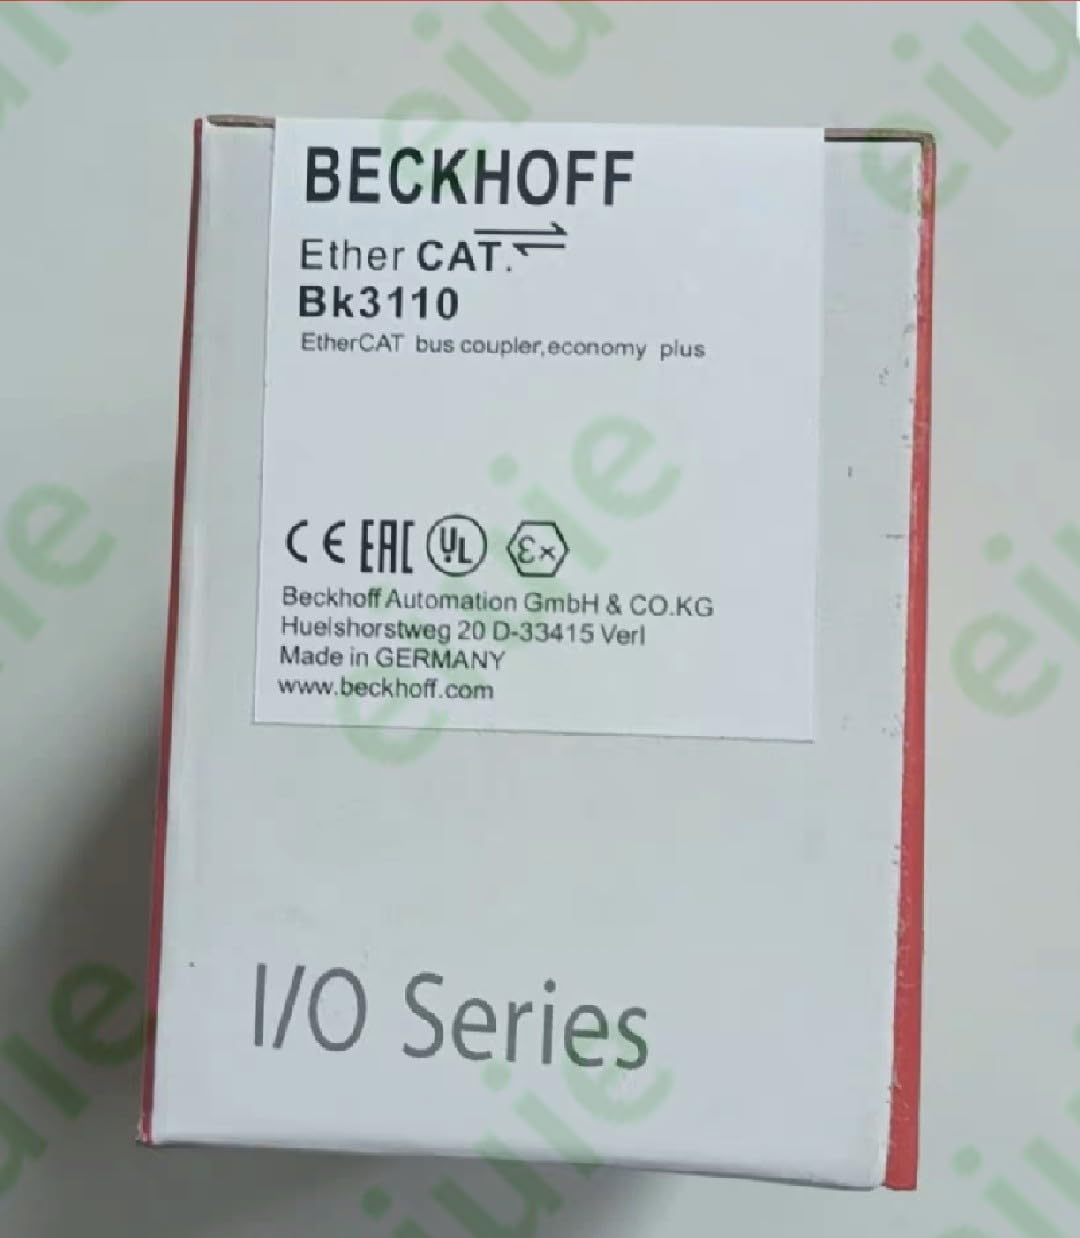 BECKHOFF
Ether CAT.
Bk3110
EtherCAT bus coupler,economy plus
CE EAC UL Ex
Beckhoff Automation GmbH & CO.KG
Huelshorstweg 20 D-33415 Verl
Made in GERMANY
www.beckhoff.com
I/O Series